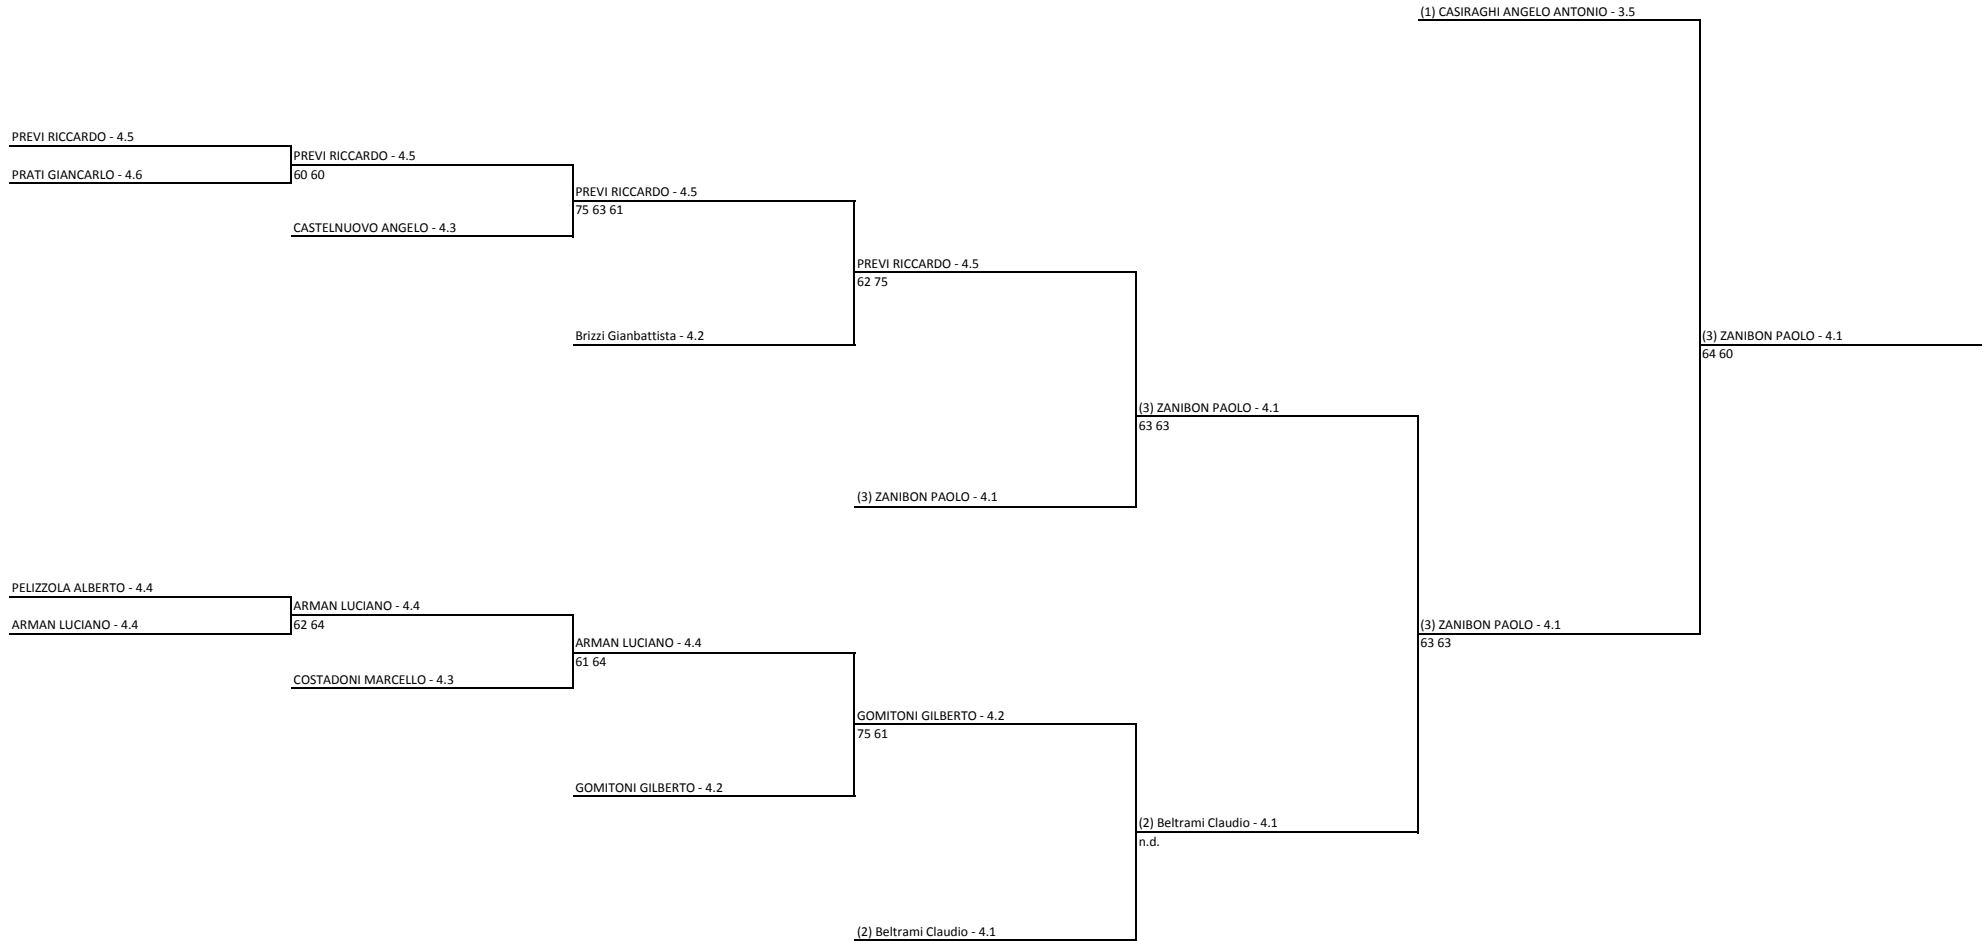 (1) CASIRAGHI ANGELO ANTONIO - 3.5
PREVI RICCARDO - 4.5
PREVI RICCARDO - 4.5
PRATI GIANCARLO - 4.6
60 60
PREVI RICCARDO - 4.5
75 63 61
CASTELNUOVO ANGELO - 4.3
PREVI RICCARDO - 4.5
62 75
Brizzi Gianbattista - 4.2
(3) ZANIBON PAOLO - 4.1
64 60
(3) ZANIBON PAOLO - 4.1
63 63
(3) ZANIBON PAOLO - 4.1
PELIZZOLA ALBERTO - 4.4
ARMAN LUCIANO - 4.4
ARMAN LUCIANO - 4.4
62 64
(3) ZANIBON PAOLO - 4.1
63 63
ARMAN LUCIANO - 4.4
61 64
COSTADONI MARCELLO - 4.3
GOMITONI GILBERTO - 4.2
75 61
GOMITONI GILBERTO - 4.2
(2) Beltrami Claudio - 4.1
n.d.
(2) Beltrami Claudio - 4.1